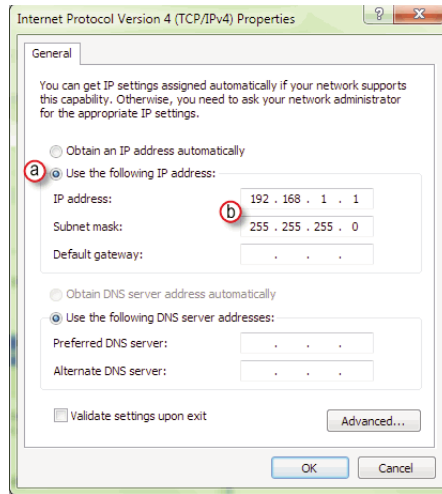 Internet Protocol Version 4 (TCP/IPv4) Properties
?
General
You can get IP settings assigned automatically if your network supports
this capability. Otherwise, you need to ask your network administrator
for the appropriate IP settings.
Obtain an IP address automatically
a Use the following IP address:
IP address: 192 . 168 . 1 . 1
b
Subnet mask: 255 . 255 . 255 . 0
Default gateway: . . .
Obtain DNS server address automatically
Use the following DNS server addresses:
Preferred DNS server: . . .
Alternate DNS server: . . .
Validate settings upon exit
Advanced...
OK Cancel